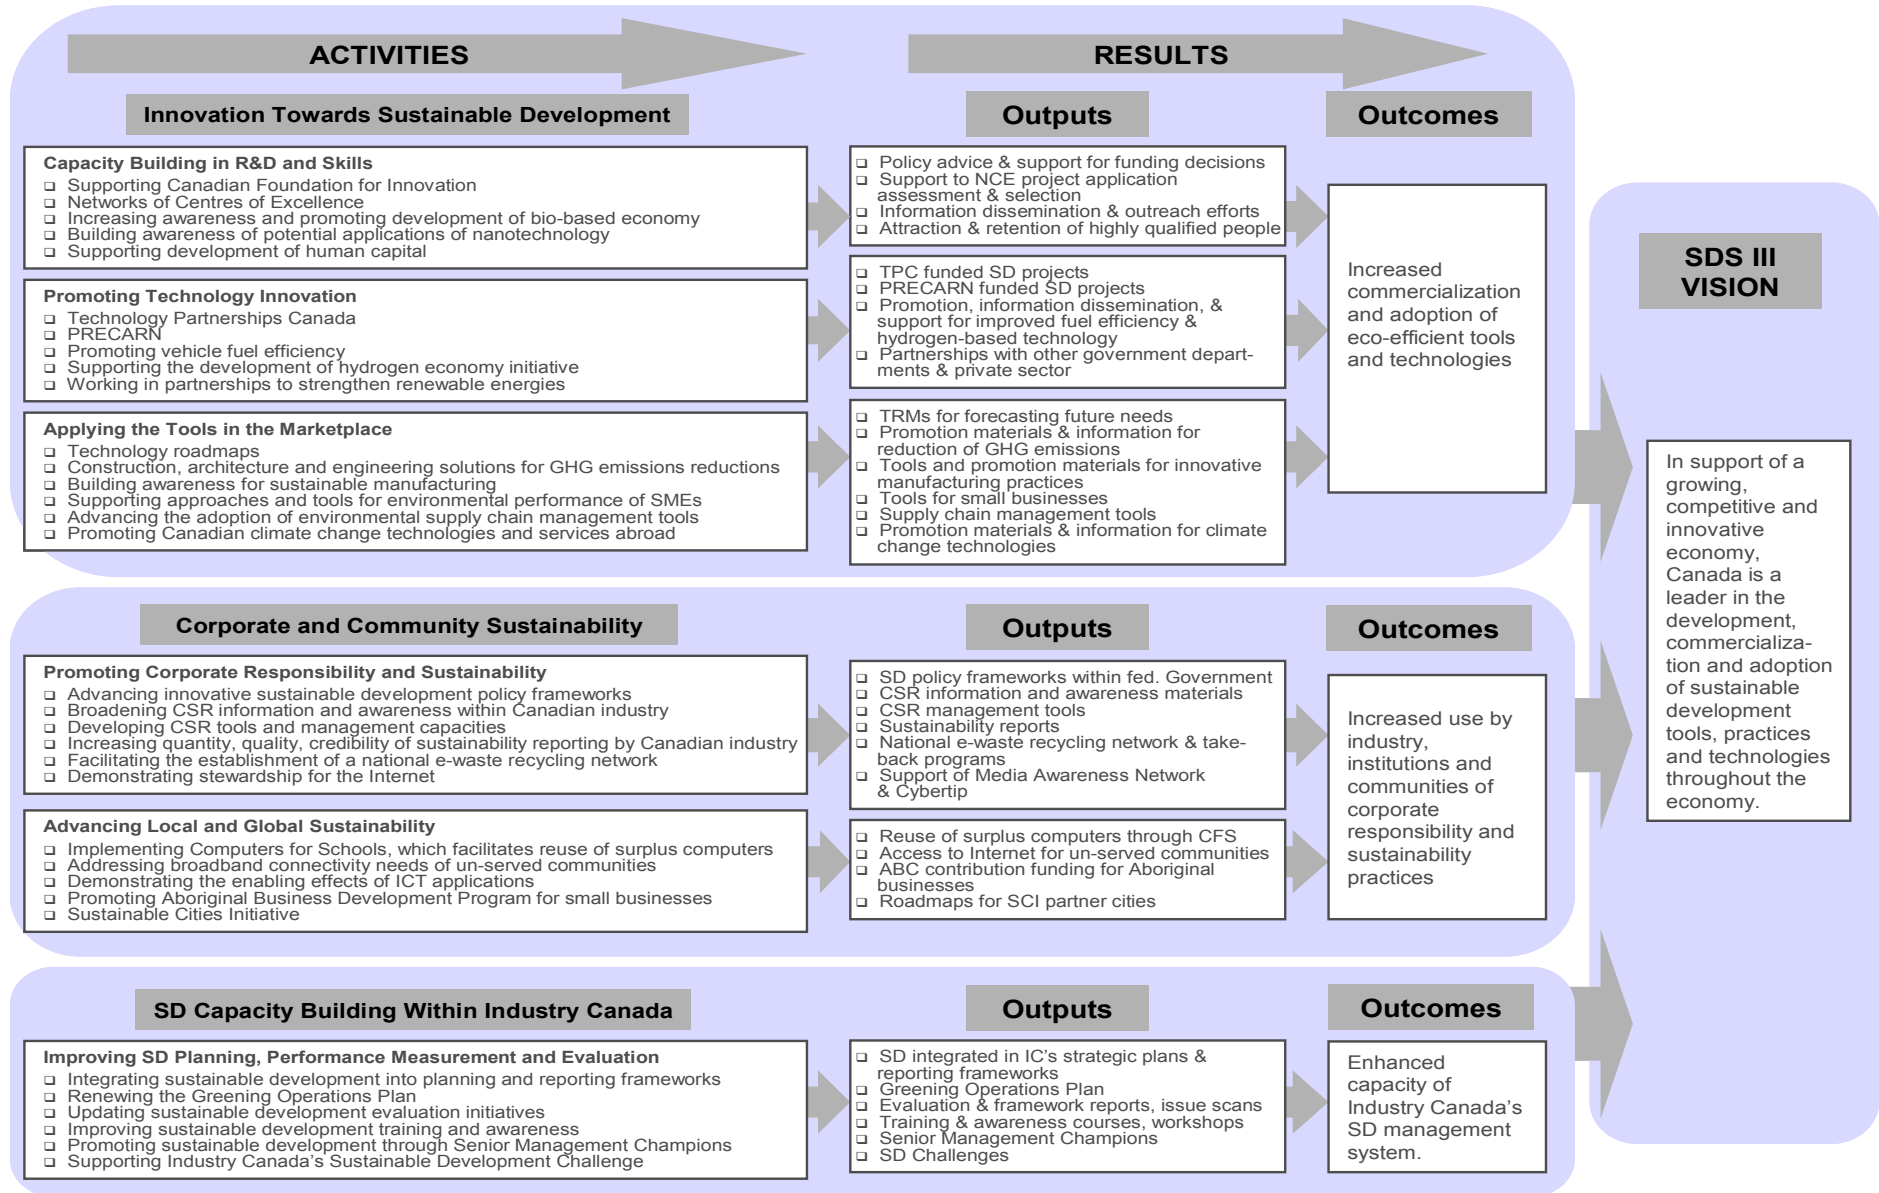 ACTIVITIES
RESULTS
Innovation Towards Sustainable Development
Outputs
Outcomes
Capacity Building in R&D and Skills
❑ Supporting Canadian Foundation for Innovation
❑ Networks of Centres of Excellence
❑ Increasing awareness and promoting development of bio-based economy
❑ Building awareness of potential applications of nanotechnology
❑ Supporting development of human capital
❑ Policy advice & support for funding decisions
❑ Support to NCE project application
assessment & selection
❑ Information dissemination & outreach efforts
❑ Attraction & retention of highly qualified people
Promoting Technology Innovation
❑ Technology Partnerships Canada
❑ PRECARN
❑ Promoting vehicle fuel efficiency
❑ Supporting the development of hydrogen economy initiative
❑ Working in partnerships to strengthen renewable energies
❑ TPC funded SD projects
❑ PRECARN funded SD projects
❑ Promotion, information dissemination, &
support for improved fuel efficiency &
hydrogen-based technology
❑ Partnerships with other government depart-
ments & private sector
Applying the Tools in the Marketplace
❑ Technology roadmaps
❑ Construction, architecture and engineering solutions for GHG emissions reductions
❑ Building awareness for sustainable manufacturing
❑ Supporting approaches and tools for environmental performance of SMEs
❑ Advancing the adoption of environmental supply chain management tools
❑ Promoting Canadian climate change technologies and services abroad
❑ TRMs for forecasting future needs
❑ Promotion materials & information for
reduction of GHG emissions
❑ Tools and promotion materials for innovative
manufacturing practices
❑ Tools for small businesses
❑ Supply chain management tools
❑ Promotion materials & information for climate
change technologies
Increased
commercialization
and adoption of
eco-efficient tools
and technologies
Corporate and Community Sustainability
Outputs
Outcomes
Promoting Corporate Responsibility and Sustainability
❑ Advancing innovative sustainable development policy frameworks
❑ Broadening CSR information and awareness within Canadian industry
❑ Developing CSR tools and management capacities
❑ Increasing quantity, quality, credibility of sustainability reporting by Canadian industry
❑ Facilitating the establishment of a national e-waste recycling network
❑ Demonstrating stewardship for the Internet
❑ SD policy frameworks within fed. Government
❑ CSR information and awareness materials
❑ CSR management tools
❑ Sustainability reports
❑ National e-waste recycling network & take-
back programs
❑ Support of Media Awareness Network
& Cybertip
Advancing Local and Global Sustainability
❑ Implementing Computers for Schools, which facilitates reuse of surplus computers
❑ Addressing broadband connectivity needs of un-served communities
❑ Demonstrating the enabling effects of ICT applications
❑ Promoting Aboriginal Business Development Program for small businesses
❑ Sustainable Cities Initiative
❑ Reuse of surplus computers through CFS
❑ Access to Internet for un-served communities
❑ ABC contribution funding for Aboriginal
businesses
❑ Roadmaps for SCI partner cities
Increased use by
industry,
institutions and
communities of
corporate
responsibility and
sustainability
practices
SD Capacity Building Within Industry Canada
Outputs
Outcomes
Improving SD Planning, Performance Measurement and Evaluation
❑ Integrating sustainable development into planning and reporting frameworks
❑ Renewing the Greening Operations Plan
❑ Updating sustainable development evaluation initiatives
❑ Improving sustainable development training and awareness
❑ Promoting sustainable development through Senior Management Champions
❑ Supporting Industry Canada's Sustainable Development Challenge
❑ SD integrated in IC's strategic plans &
reporting frameworks
❑ Greening Operations Plan
❑ Evaluation & framework reports, issue scans
❑ Training & awareness courses, workshops
❑ Senior Management Champions
❑ SD Challenges
Enhanced
capacity of
Industry Canada's
SD management
system.
SDS III
VISION
In support of a
growing,
competitive and
innovative
economy,
Canada is a
leader in the
development,
commercializa-
tion and adoption
of sustainable
development
tools, practices
and technologies
throughout the
economy.